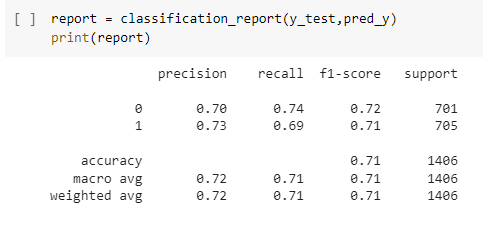 [ ] report = classification_report(y_test,pred_y)
print(report)
precision recall f1-score support
0 0.70 0.74 0.72 701
1 0.73 0.69 0.71 705
accuracy 0.71 1406
macro avg 0.72 0.71 0.71 1406
weighted avg 0.72 0.71 0.71 1406